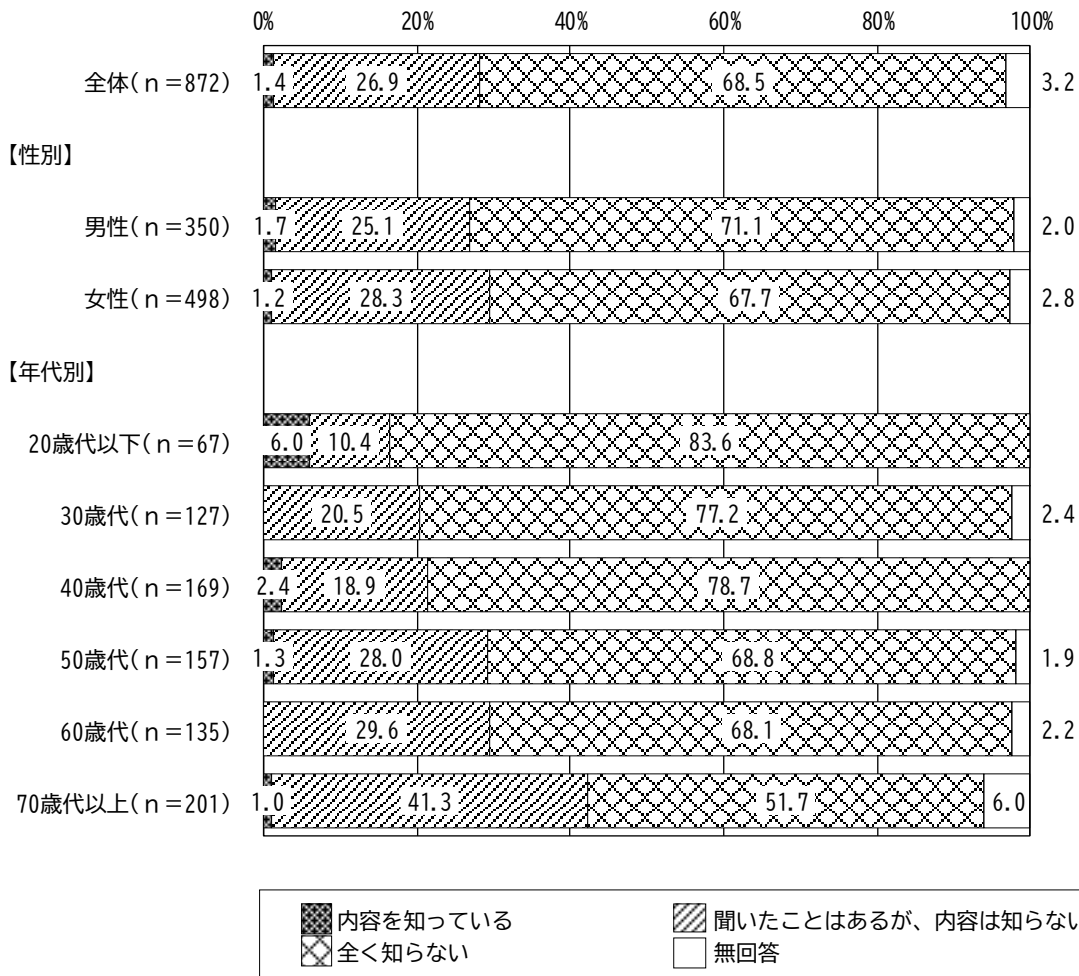 0% 20% 40% 60% 80% 100%
全体(ｎ＝872) 1.4 26.9 68.5 3.2
【性別】
男性(ｎ＝350) 1.7 25.1 71.1 2.0
女性(ｎ＝498) 1.2 28.3 67.7 2.8
【年代別】
20歳代以下(ｎ＝67) 6.0 10.4 83.6
30歳代(ｎ＝127) 20.5 77.2 2.4
40歳代(ｎ＝169) 2.4 18.9 78.7
50歳代(ｎ＝157) 1.3 28.0 68.8 1.9
60歳代(ｎ＝135) 29.6 68.1 2.2
70歳代以上(ｎ＝201) 1.0 41.3 51.7 6.0
内容を知っている 聞いたことはあるが、内容は知らない
全く知らない 無回答